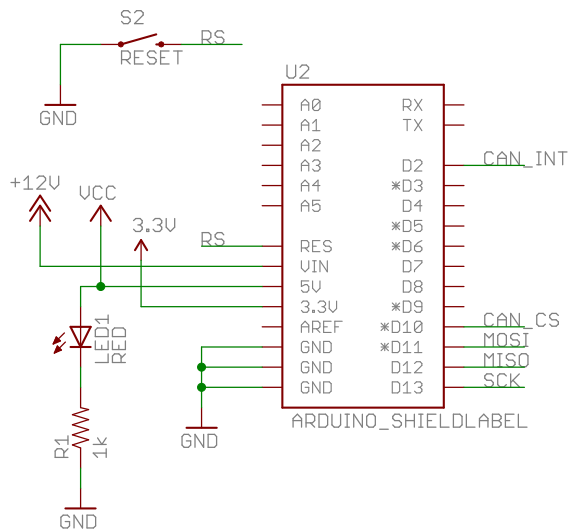 S2
RS
RESET
GND
U2
A0 RX
A1 TX
A2
A3 D2 CAN_INT
A4 *D3
A5 D4
*D5
+12V VCC 3.3V
RS RES *D6
VIN D7
5V D8
3.3V *D9
AREF *D10 CAN_CS
GND *D11 MOSI
GND D12 MISO
GND D13 SCK
LED1
RED
ARDUINO_SHIELDLABEL
GND
R1
1k
GND